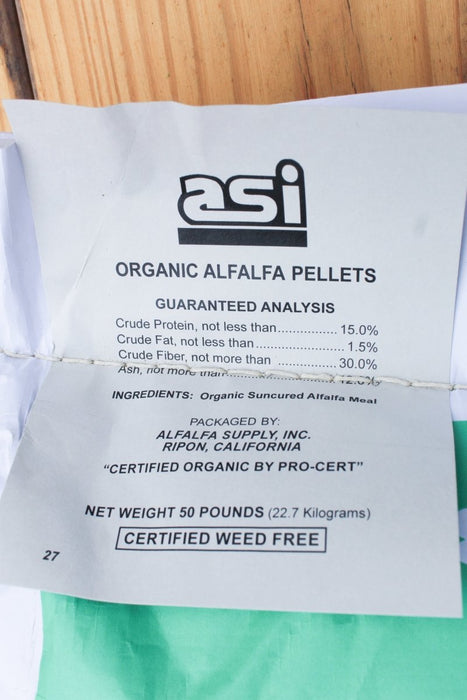 asi
ORGANIC ALFALFA PELLETS
GUARANTEED ANALYSIS
Crude Protein, not less than.................. 15.0%
Crude Fat, not less than......................... 1.5%
Crude Fiber, not more than .................. 30.0%
Ash, not more than................................ 12.0%
INGREDIENTS: Organic Suncured Alfalfa Meal
PACKAGED BY:
ALFALFA SUPPLY, INC.
RIPON, CALIFORNIA
"CERTIFIED ORGANIC BY PRO-CERT"
NET WEIGHT 50 POUNDS (22.7 Kilograms)
CERTIFIED WEED FREE
27